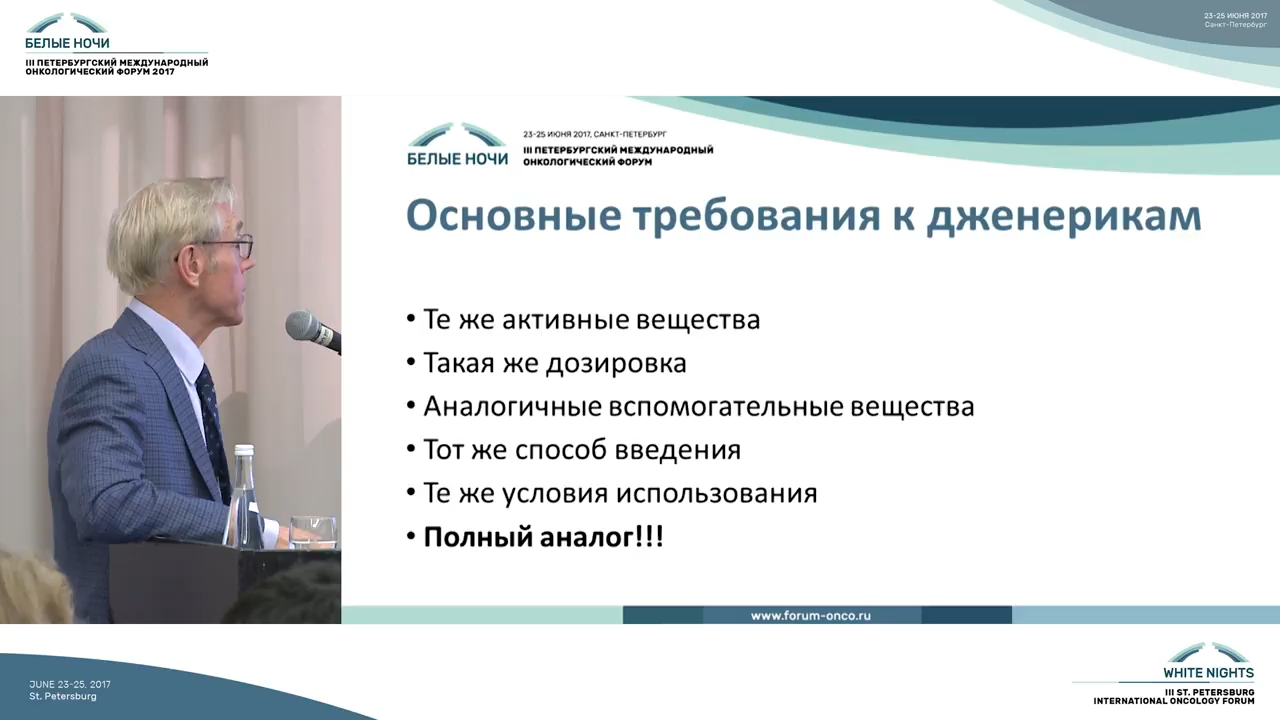 БЕЛЫЕ НОЧИ
III ПЕТЕРБУРГСКИЙ МЕЖДУНАРОДНЫЙ
ОНКОЛОГИЧЕСКИЙ ФОРУМ 2017
23-25 ИЮНЯ 2017
Санкт-Петербург
23-25 ИЮНЯ 2017, САНКТ-ПЕТЕРБУРГ
БЕЛЫЕ НОЧИ
III ПЕТЕРБУРГСКИЙ МЕЖДУНАРОДНЫЙ
ОНКОЛОГИЧЕСКИЙ ФОРУМ
Основные требования к дженерикам
• Те же активные вещества
• Такая же дозировка
• Аналогичные вспомогательные вещества
• Тот же способ введения
• Те же условия использования
• Полный аналог!!!
www.forum-onco.ru
JUNE 23-25, 2017
St. Petersburg
WHITE NIGHTS
III ST. PETERSBURG
INTERNATIONAL ONCOLOGY FORUM